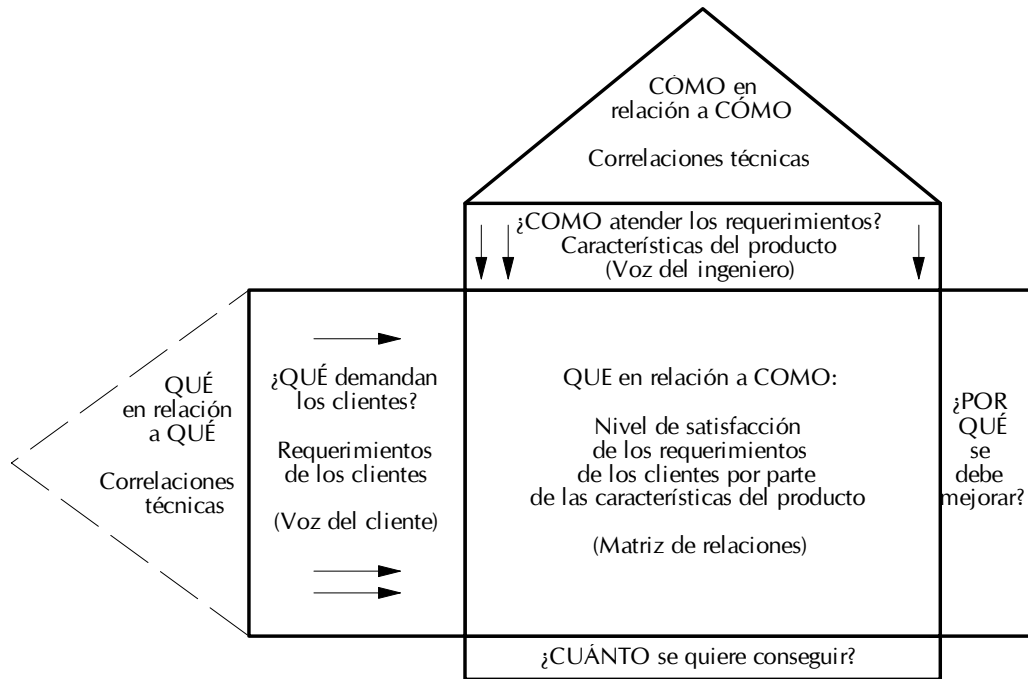 CÓMO en
relación a CÓMO
Correlaciones técnicas
¿COMO atender los requerimientos?
Características del producto
(Voz del ingeniero)
QUÉ
en relación
a QUÉ
Correlaciones
técnicas
¿QUÉ demandan
los clientes?
Requerimientos
de los clientes
(Voz del cliente)
QUE en relación a COMO:
Nivel de satisfacción
de los requerimientos
de los clientes por parte
de las características del producto
(Matriz de relaciones)
¿POR
QUÉ
se
debe
mejorar?
¿CUÁNTO se quiere conseguir?